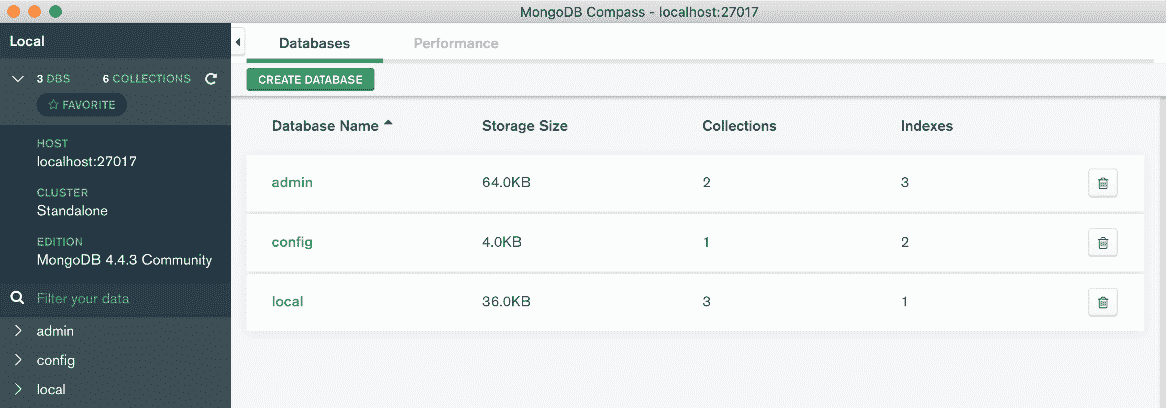 MongoDB Compass - localhost:27017
Local
3 DBS 6 COLLECTIONS
FAVORITE
HOST
localhost:27017
CLUSTER
Standalone
EDITION
MongoDB 4.4.3 Community
Filter your data
admin
config
local
Databases Performance
CREATE DATABASE
Database Name Storage Size Collections Indexes
admin 64.0KB 2 3
config 4.0KB 1 2
local 36.0KB 3 1